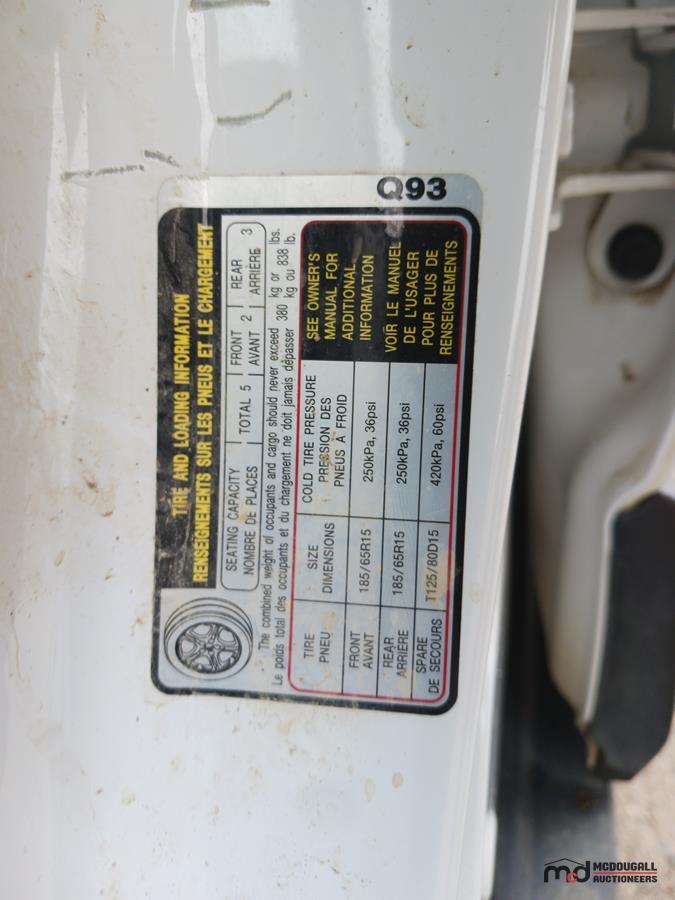 Q93
TIRE AND LOADING INFORMATION
RENSEIGNEMENTS SUR LES PNEUS ET LE CHARGEMENT
SEATING CAPACITY
NOMBRE DE PLACES
TOTAL 5
FRONT
AVANT
2
REAR
ARRIÈRE
3
The combined weight of occupants and cargo should never exceed 380 kg or 838 lbs.
Le poids total des occupants et du chargement ne doit jamais dépasser 380 kg ou 838 lb.
TIRE
PNEU
SIZE
DIMENSIONS
COLD TIRE PRESSURE
PRESSION DES
PNEUS À FROID
FRONT
AVANT
185/65R15
250kPa, 36psi
REAR
ARRIÈRE
185/65R15
250kPa, 36psi
SPARE
DE SECOURS
T125/80D15
420kPa, 60psi
SEE OWNER'S
MANUAL FOR
ADDITIONAL
INFORMATION
VOIR LE MANUEL
DE L'USAGER
POUR PLUS DE
RENSEIGNEMENTS
mcd
MCDOUGALL
AUCTIONEERS